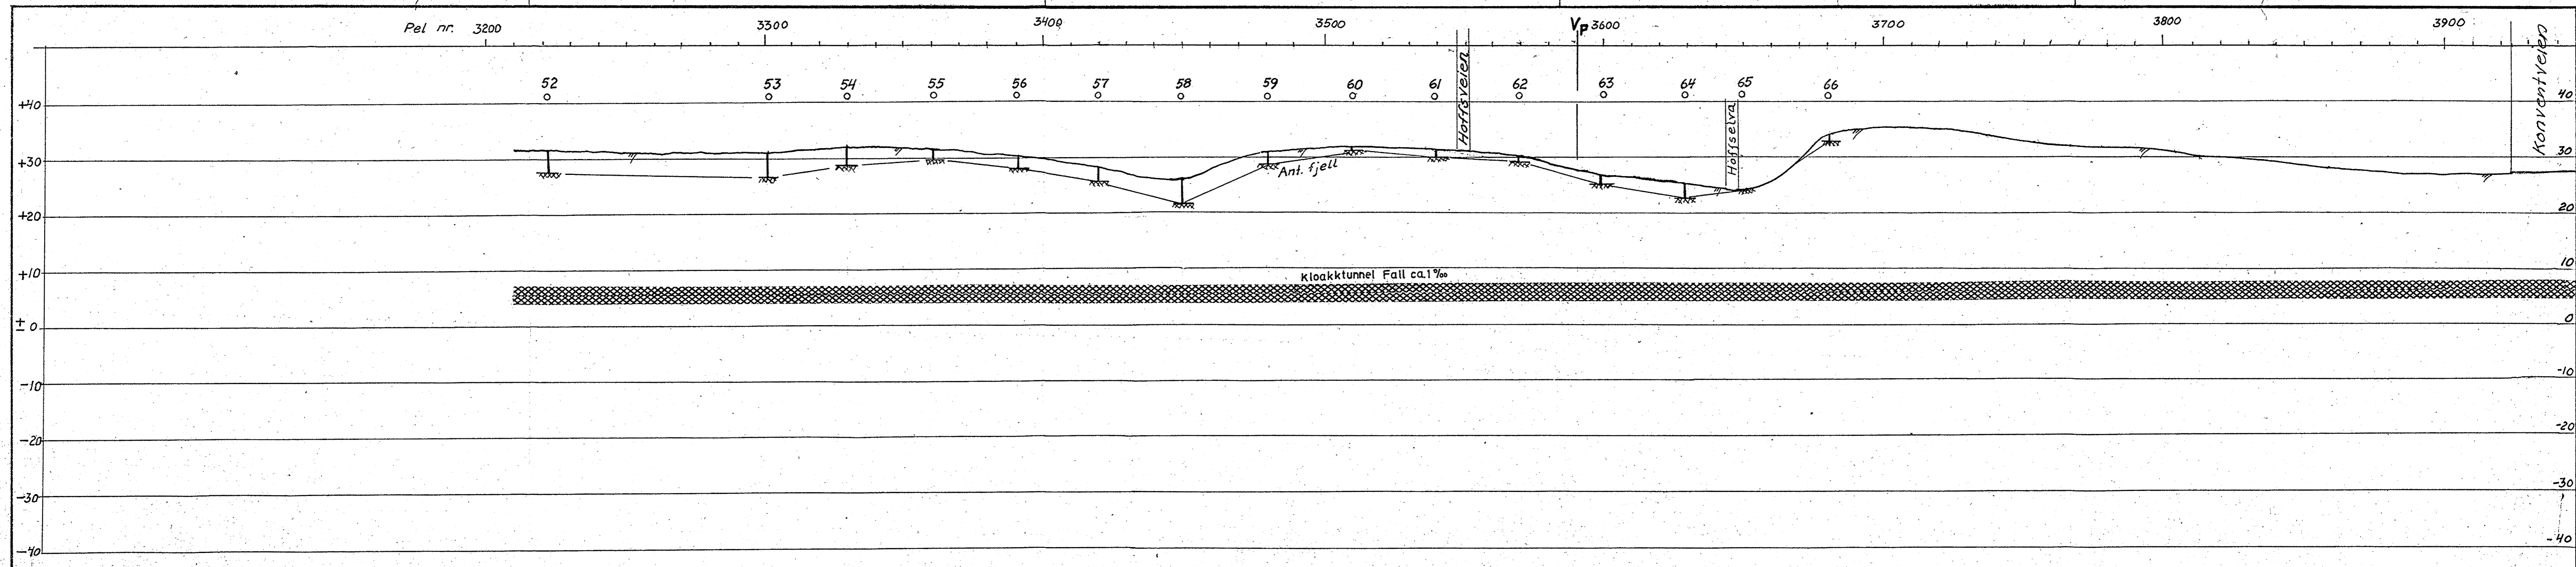 Pel nr. 3200 3300 3400 3500 Vp 3600 3700 3800 3900
52 53 54 55 56 57 58 59 60 61 62 63 64 65 66
Hoffsveien
Hoffselva
Konventveien
+40 40
+30 30
Ant. fjell
+20 20
+10 10
Kloakktunnel Fall ca.1‰
± 0 0
-10 -10
-20 -20
-30 -30
-40 -40